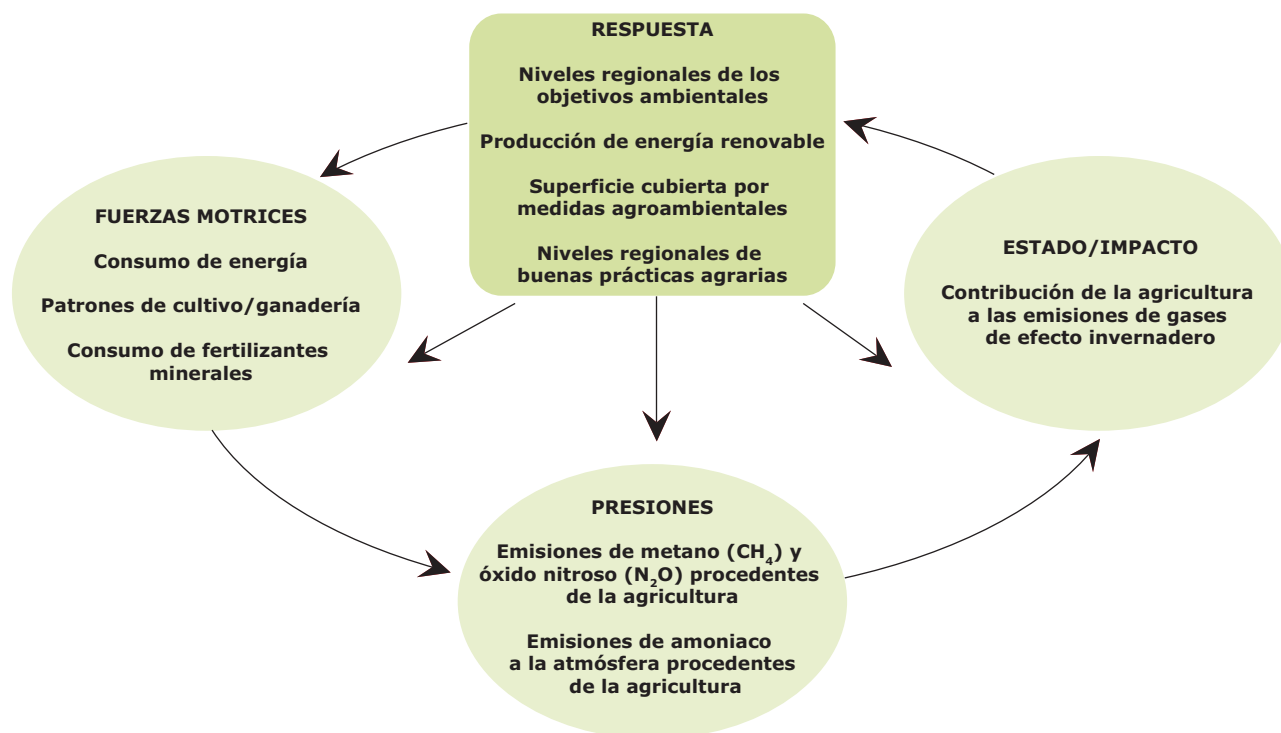 RESPUESTA
Niveles regionales de los
objetivos ambientales
Producción de energía renovable
Superficie cubierta por
medidas agroambientales
Niveles regionales de
buenas prácticas agrarias
FUERZAS MOTRICES
Consumo de energía
Patrones de cultivo/ganadería
Consumo de fertilizantes
minerales
ESTADO/IMPACTO
Contribución de la agricultura
a las emisiones de gases
de efecto invernadero
PRESIONES
Emisiones de metano (CH₄) y
óxido nitroso (N₂O) procedentes
de la agricultura
Emisiones de amoniaco
a la atmósfera procedentes
de la agricultura